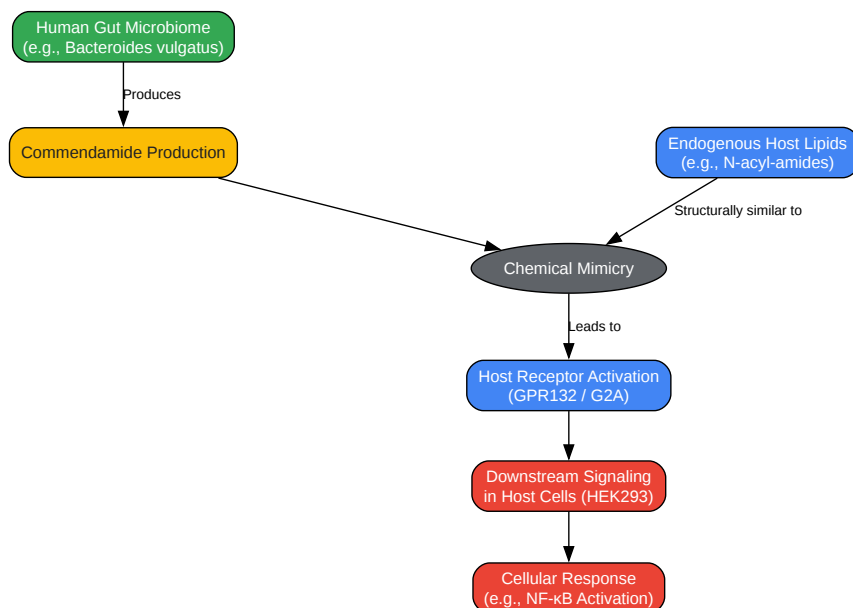 Human Gut Microbiome
(e.g., Bacteroides vulgatus)
Produces
Commendamide Production
Endogenous Host Lipids
(e.g., N-acyl-amides)
Structurally similar to
Chemical Mimicry
Leads to
Host Receptor Activation
(GPR132 / G2A)
Downstream Signaling
in Host Cells (HEK293)
Cellular Response
(e.g., NF-κB Activation)